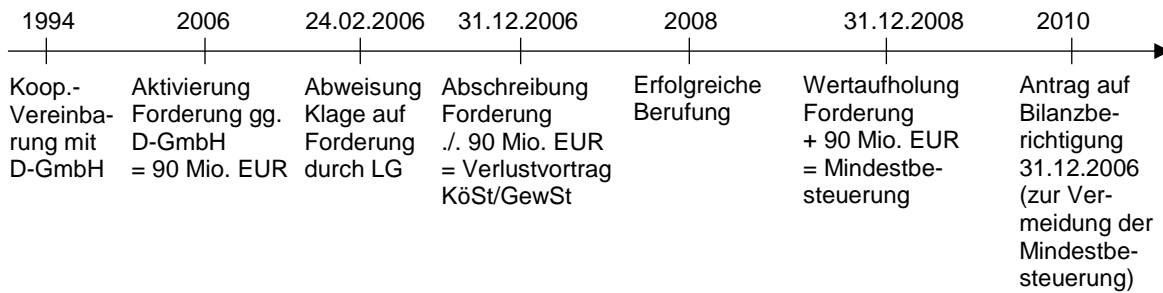 1994
2006
24.02.2006
31.12.2006
2008
31.12.2008
2010
Koop.-
Vereinba-
rung mit
D-GmbH
Aktivierung
Forderung gg.
D-GmbH
= 90 Mio. EUR
Abweisung
Klage auf
Forderung
durch LG
Abschreibung
Forderung
./. 90 Mio. EUR
= Verlustvortrag
KöSt/GewSt
Erfolgreiche
Berufung
Wertaufholung
Forderung
+ 90 Mio. EUR
= Mindestbe-
steuerung
Antrag auf
Bilanzbe-
richtigung
31.12.2006
(zur Ver-
meidung der
Mindestbe-
steuerung)